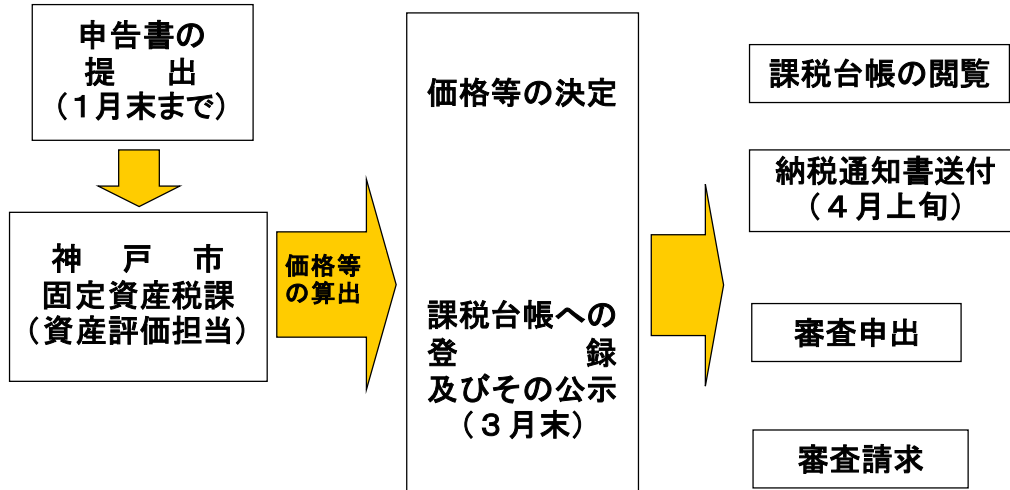 申告書の
提　　出
（１月末まで）
神　戸　市
固定資産税課
（資産評価担当）
価格等
の算出
価格等の決定
課税台帳への
登　　　　録
及びその公示
（３月末）
課税台帳の閲覧
納税通知書送付
（４月上旬）
審査申出
審査請求